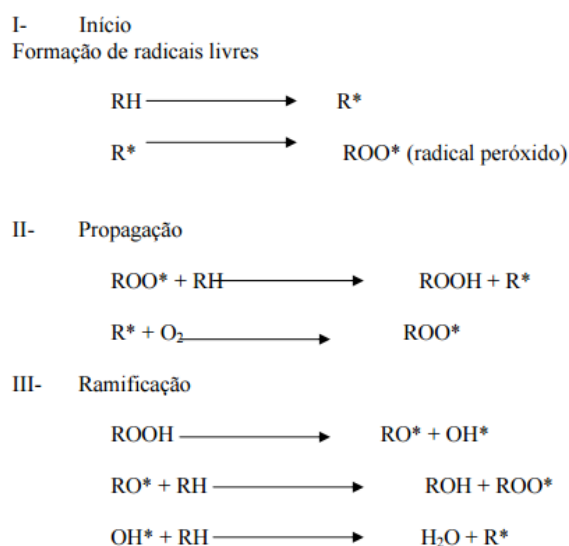 I- Início
Formação de radicais livres
RH ⟶ R*
R* ⟶ ROO* (radical peróxido)
II- Propagação
ROO* + RH ⟶ ROOH + R*
R* + O₂ ⟶ ROO*
III- Ramificação
ROOH ⟶ RO* + OH*
RO* + RH ⟶ ROH + ROO*
OH* + RH ⟶ H₂O + R*